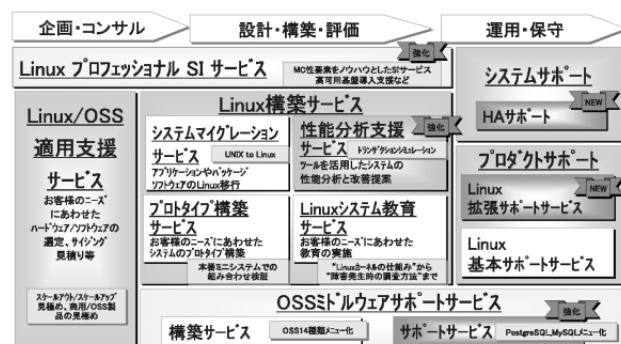 企画・コンサル
設計・構築・評価
運用・保守
Linux プロフェッショナル SI サービス
強化
MC性要素をノウハウとしたSIサービス
高可用基盤導入支援など
Linux/OSS
適用支援
サービス
お客様のニーズ
にあわせた
ハードウェア/ソフトウェアの
選定、サイジング
見積り等
スケールアウト/スケールアップ
見極め、商用/OSS製
品の見極め
Linux構築サービス
システムマイグレーション
サービス
UNIX to Linux
アプリケーションやパッケージ
ソフトウェアのLinux移行
性能分析支援
強化
サービス
トランザクションシミュレーション
ツールを活用したシステムの
性能分析と改善提案
プロトタイプ構築
サービス
お客様のニーズにあわせた
システムのプロトタイプ構築
本番ミニシステムでの
組み合わせ検証
Linuxシステム教育
サービス
お客様のニーズにあわせた
教育の実施
"Linuxカーネルの仕組み"から
"障害発生時の調査方法"まで
システムサポート
NEW
HAサポート
プロダクトサポート
Linux
NEW
拡張サポートサービス
Linux
基本サポートサービス
OSSミドルウェアサポートサービス
強化
構築サービス
OSS14種類メニュー化
サポートサービス
PostgreSQL,MySQLメニュー化